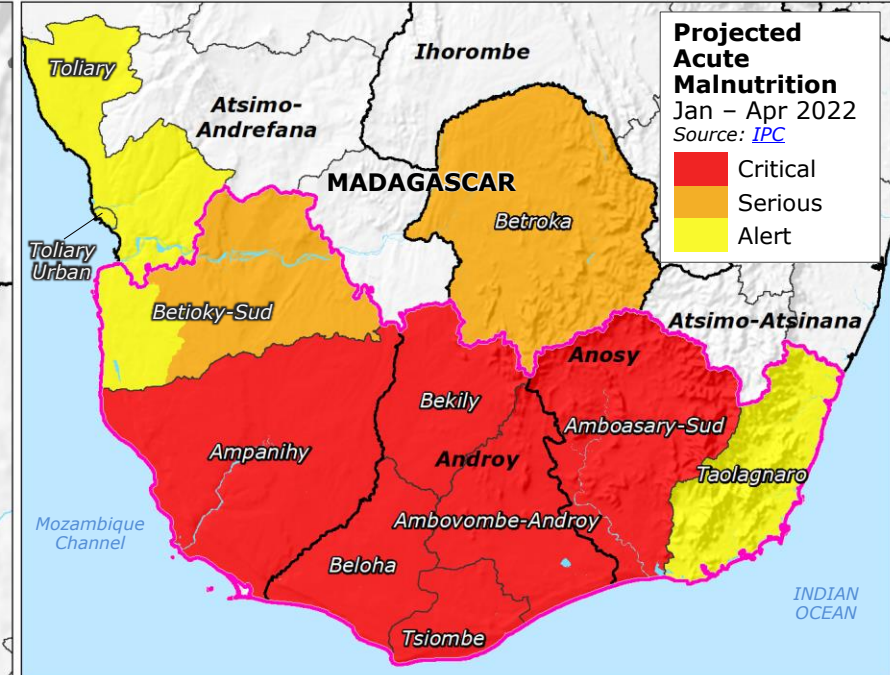 Projected
Acute
Malnutrition
Jan – Apr 2022
Source: IPC
Critical
Serious
Alert
Toliary
Ihorombe
Atsimo-
Andrefana
MADAGASCAR
Betroka
Toliary
Urban
Betioky-Sud
Atsimo-Atsinana
Anosy
Bekily
Amboasary-Sud
Ampanihy
Androy
Taolagnaro
Mozambique
Channel
Ambovombe-Androy
Beloha
INDIAN
OCEAN
Tsiombe